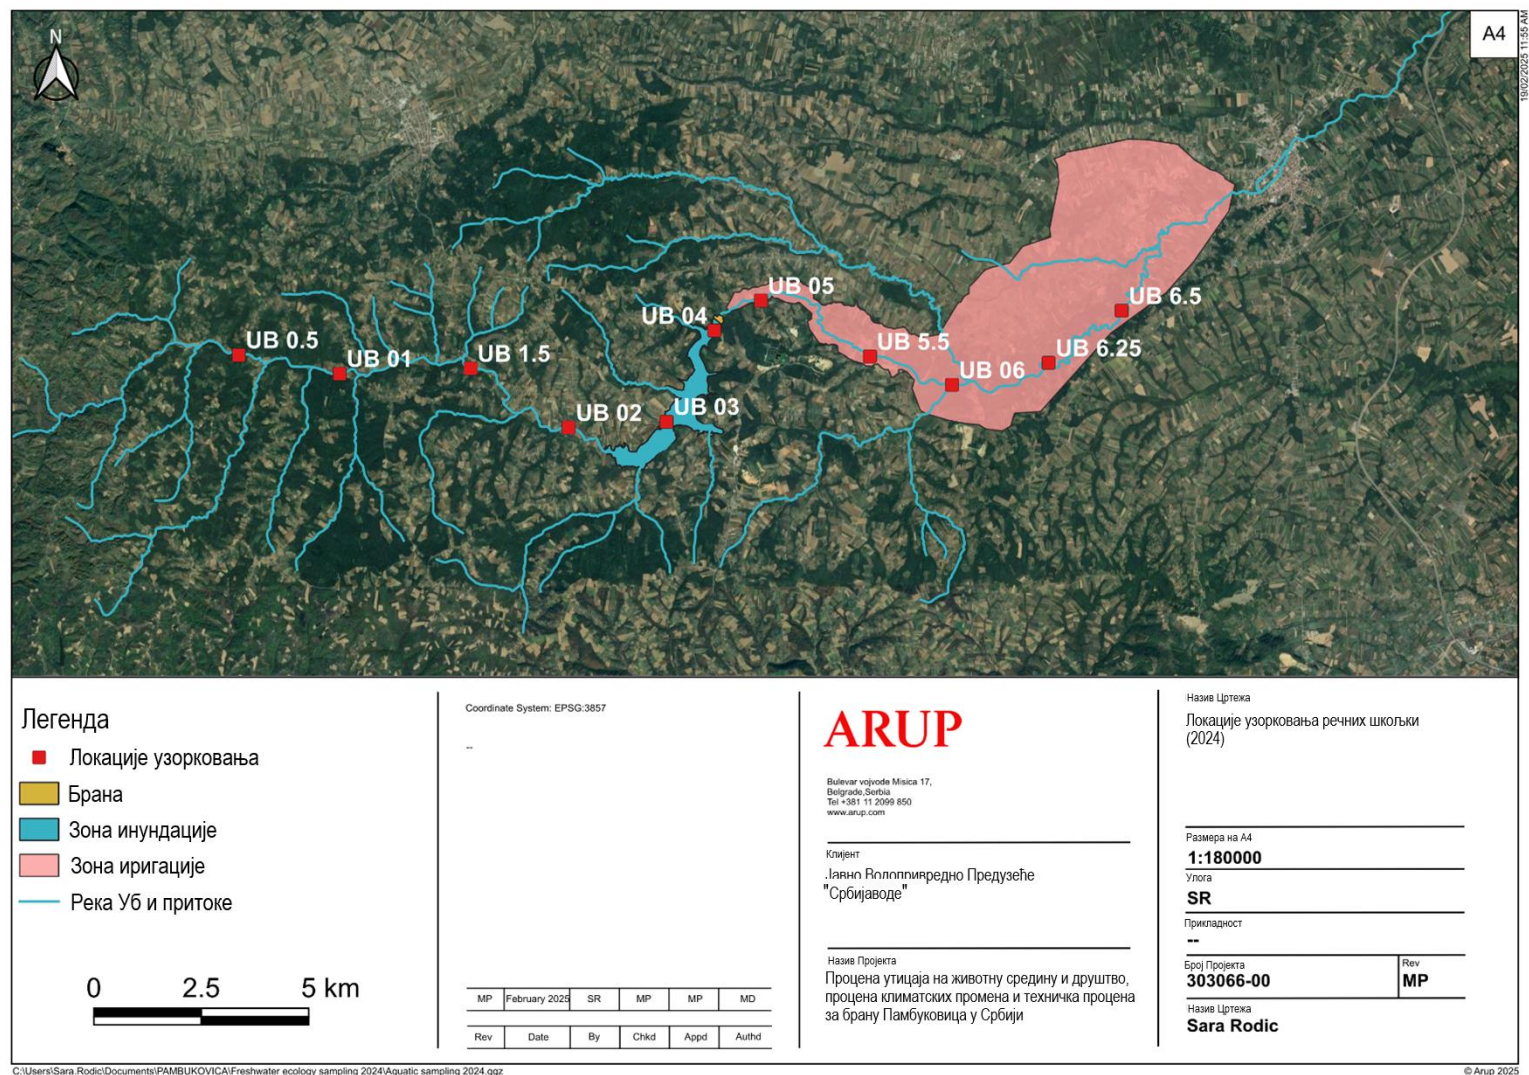 A4
19/02/2025 11:55 AM
N
UB 0.5
UB 01
UB 1.5
UB 02
UB 03
UB 04
UB 05
UB 5.5
UB 06
UB 6.25
UB 6.5
Легенда
Локације узорковања
Брана
Зона инундације
Зона иригације
Река Уб и притоке
0 2.5 5 km
Coordinate System: EPSG:3857
--
MP February 2025 SR MP MP MD
Rev Date By Chkd Appd Authd
ARUP
Bulevar vojvode Misica 17,
Belgrade,Serbia
Tel +381 11 2099 850
www.arup.com
Клијент
Јавно Водопривредно Предузеће
"Србијаводе"
Назив Пројекта
Процена утицаја на животну средину и друштво,
процена климатских промена и техничка процена
за брану Памбуковица у Србији
Назив Цртежа
Локације узорковања речних шкољки
(2024)
Размера на А4
1:180000
Улога
SR
Прикладност
--
Број Пројекта
303066-00
Rev
MP
Назив Цртежа
Sara Rodic
C:\Users\Sara.Rodic\Documents\PAMBUKOVICA\Freshwater ecology sampling 2024\Aquatic sampling 2024.qgz
© Arup 2025